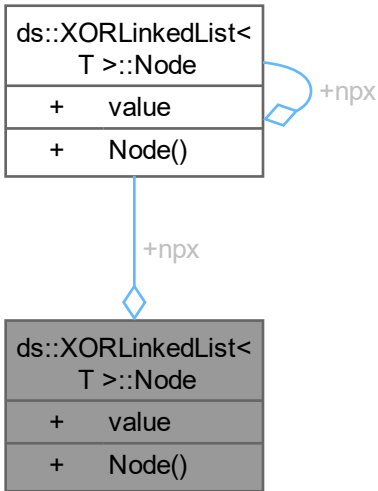 ds::XORLinkedList<
T >::Node
+ value
+ Node()
+npx
+npx
ds::XORLinkedList<
T >::Node
+ value
+ Node()